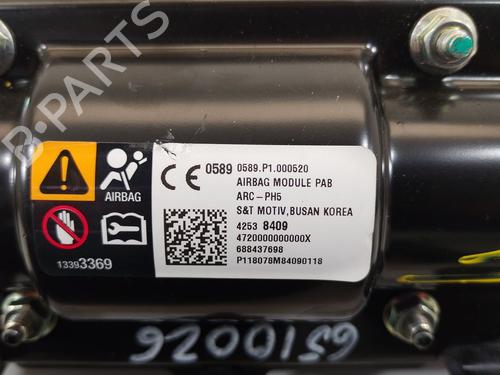 B-PARTS
CE 0589 0589.P1.000520
AIRBAG MODULE PAB
ARC-PH5
S&T MOTIV,BUSAN KOREA
4253 8409
4720000000000X
688437698
P118078M84090118
AIRBAG
13393369
6510026